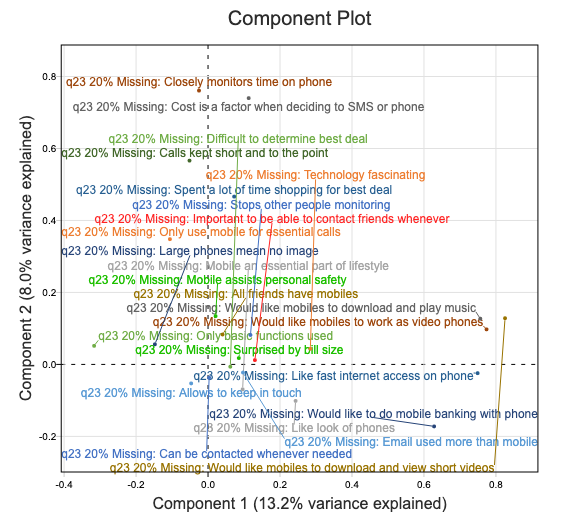 Component Plot
Component 2 (8.0% variance explained)
0.8
0.6
0.4
0.2
0.0
-0.2
q23 20% Missing: Closely monitors time on phone
q23 20% Missing: Cost is a factor when deciding to SMS or phone
q23 20% Missing: Difficult to determine best deal
q23 20% Missing: Calls kept short and to the point
q23 20% Missing: Technology fascinating
q23 20% Missing: Spent a lot of time shopping for best deal
q23 20% Missing: Stops other people monitoring
q23 20% Missing: Important to be able to contact friends whenever
q23 20% Missing: Only use mobile for essential calls
q23 20% Missing: Large phones mean no image
q23 20% Missing: Mobile an essential part of lifestyle
q23 20% Missing: Mobile assists personal safety
q23 20% Missing: All friends have mobiles
q23 20% Missing: Would like mobiles to download and play music
q23 20% Missing: Would like mobiles to work as video phones
q23 20% Missing: Only basic functions used
q23 20% Missing: Surprised by bill size
q23 20% Missing: Like fast internet access on phone
q23 20% Missing: Allows to keep in touch
q23 20% Missing: Would like to do mobile banking with phone
q23 20% Missing: Like look of phones
q23 20% Missing: Email used more than mobile
q23 20% Missing: Can be contacted whenever needed
q23 20% Missing: Would like mobiles to download and view short videos
-0.4
-0.2
0.0
0.2
0.4
0.6
0.8
Component 1 (13.2% variance explained)